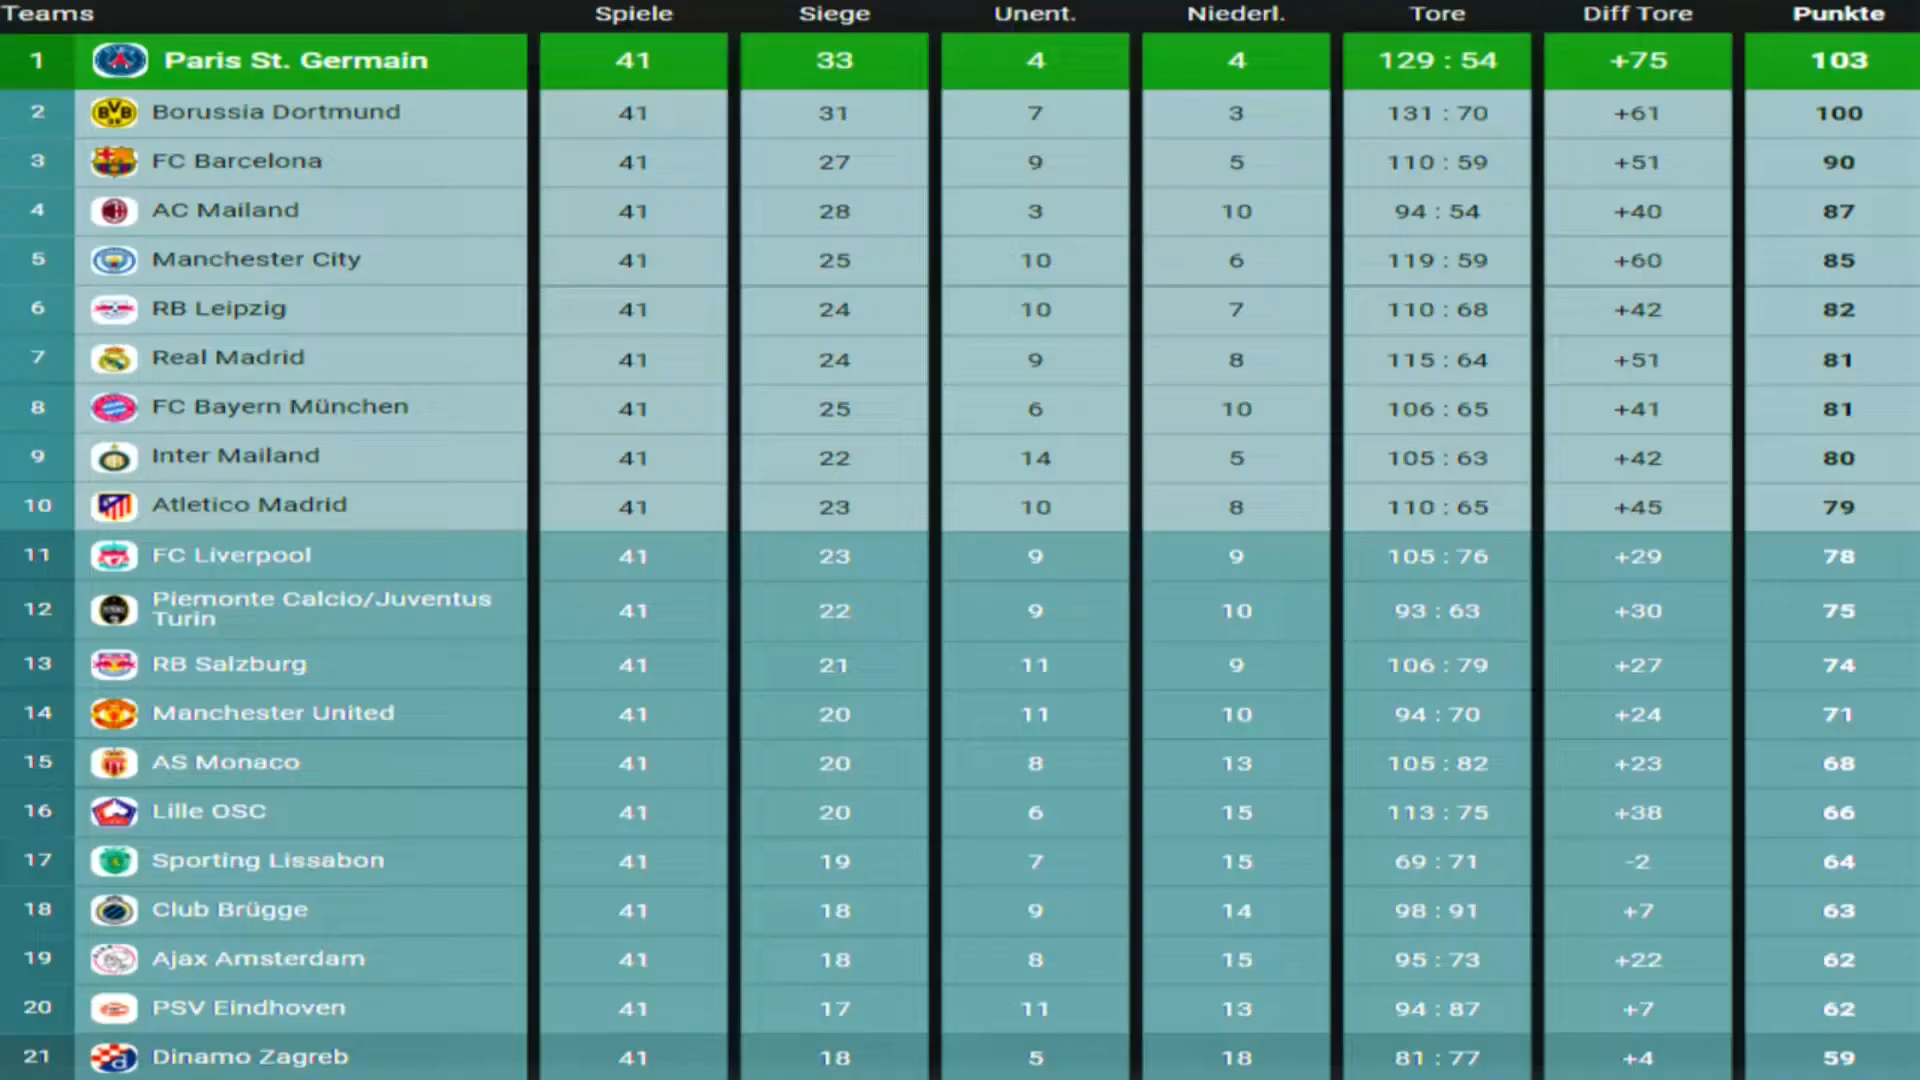 Teams Spiele Siege Unent. Niederl. Tore Diff Tore Punkte
1 Paris St. Germain 41 33 4 4 129 : 54 +75 103
2 Borussia Dortmund 41 31 7 3 131 : 70 +61 100
3 FC Barcelona 41 27 9 5 110 : 59 +51 90
4 AC Mailand 41 28 3 10 94 : 54 +40 87
5 Manchester City 41 25 10 6 119 : 59 +60 85
6 RB Leipzig 41 24 10 7 110 : 68 +42 82
7 Real Madrid 41 24 9 8 115 : 64 +51 81
8 FC Bayern München 41 25 6 10 106 : 65 +41 81
9 Inter Mailand 41 22 14 5 105 : 63 +42 80
10 Atletico Madrid 41 23 10 8 110 : 65 +45 79
11 FC Liverpool 41 23 9 9 105 : 76 +29 78
12 Piemonte Calcio/Juventus
Turin 41 22 9 10 93 : 63 +30 75
13 RB Salzburg 41 21 11 9 106 : 79 +27 74
14 Manchester United 41 20 11 10 94 : 70 +24 71
15 AS Monaco 41 20 8 13 105 : 82 +23 68
16 Lille OSC 41 20 6 15 113 : 75 +38 66
17 Sporting Lissabon 41 19 7 15 69 : 71 -2 64
18 Club Brügge 41 18 9 14 98 : 91 +7 63
19 Ajax Amsterdam 41 18 8 15 95 : 73 +22 62
20 PSV Eindhoven 41 17 11 13 94 : 87 +7 62
21 Dinamo Zagreb 41 18 5 18 81 : 77 +4 59